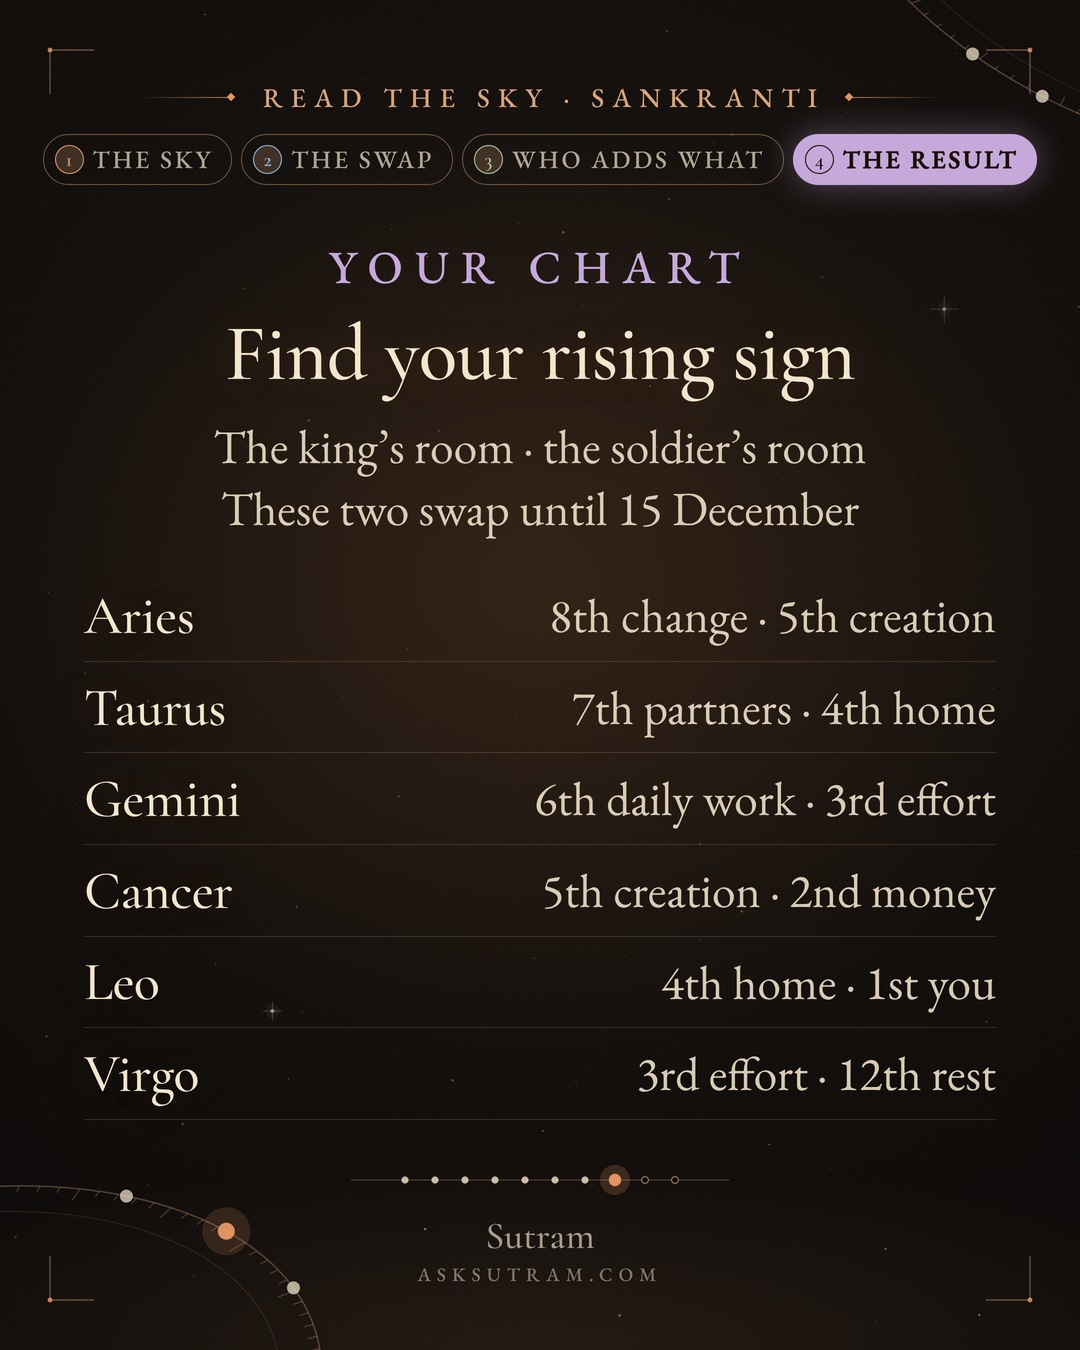 READ THE SKY · SANKRANTI
1 THE SKY 2 THE SWAP 3 WHO ADDS WHAT 4 THE RESULT
YOUR CHART
Find your rising sign
The king’s room · the soldier’s room
These two swap until 15 December
Aries 8th change · 5th creation
Taurus 7th partners · 4th home
Gemini 6th daily work · 3rd effort
Cancer 5th creation · 2nd money
Leo 4th home · 1st you
Virgo 3rd effort · 12th rest
Sutram
ASKSUTRAM.COM